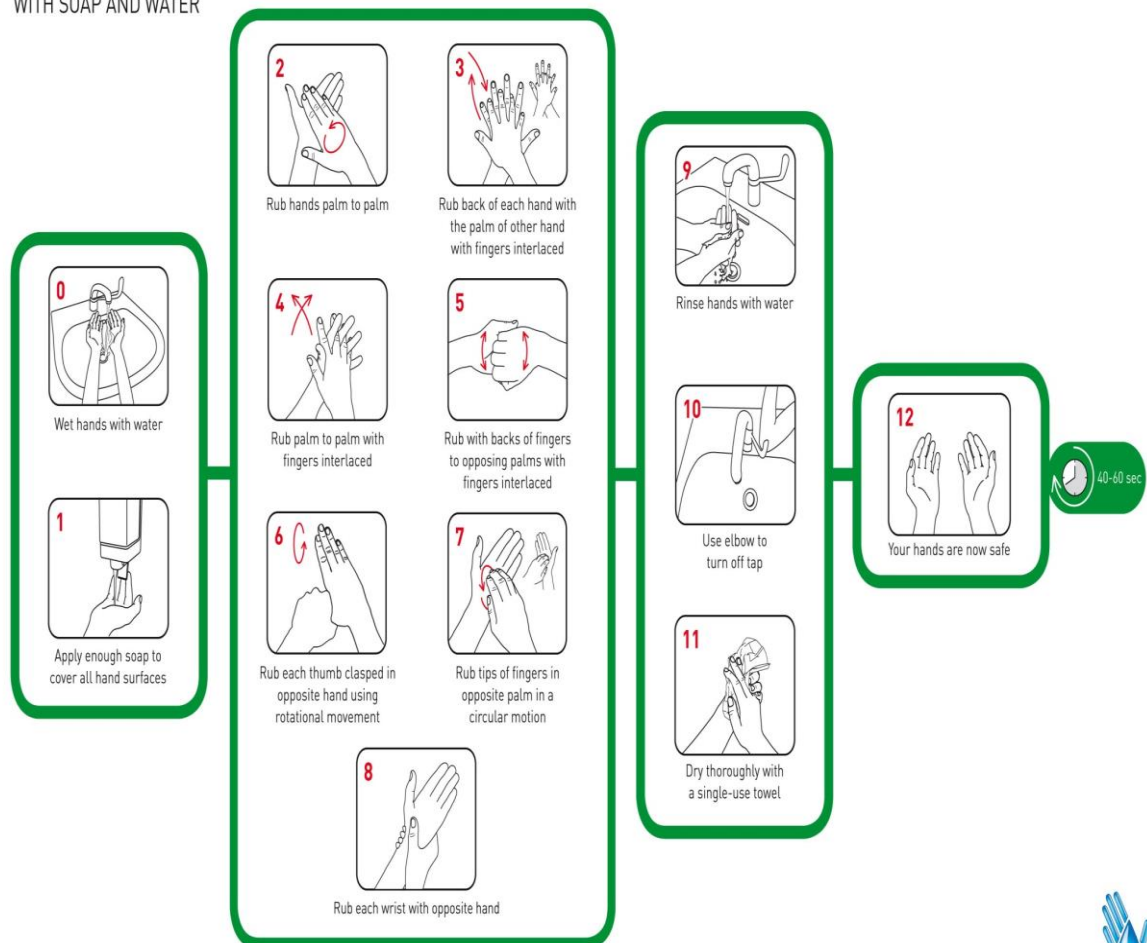 WITH SOAP AND WATER
0
Wet hands with water
1
Apply enough soap to
cover all hand surfaces
2
Rub hands palm to palm
3
Rub back of each hand with
the palm of other hand
with fingers interlaced
4
Rub palm to palm with
fingers interlaced
5
Rub with backs of fingers
to opposing palms with
fingers interlaced
6
Rub each thumb clasped in
opposite hand using
rotational movement
7
Rub tips of fingers in
opposite palm in a
circular motion
8
Rub each wrist with opposite hand
9
Rinse hands with water
10
Use elbow to
turn off tap
11
Dry thoroughly with
a single-use towel
12
Your hands are now safe
40-60 sec